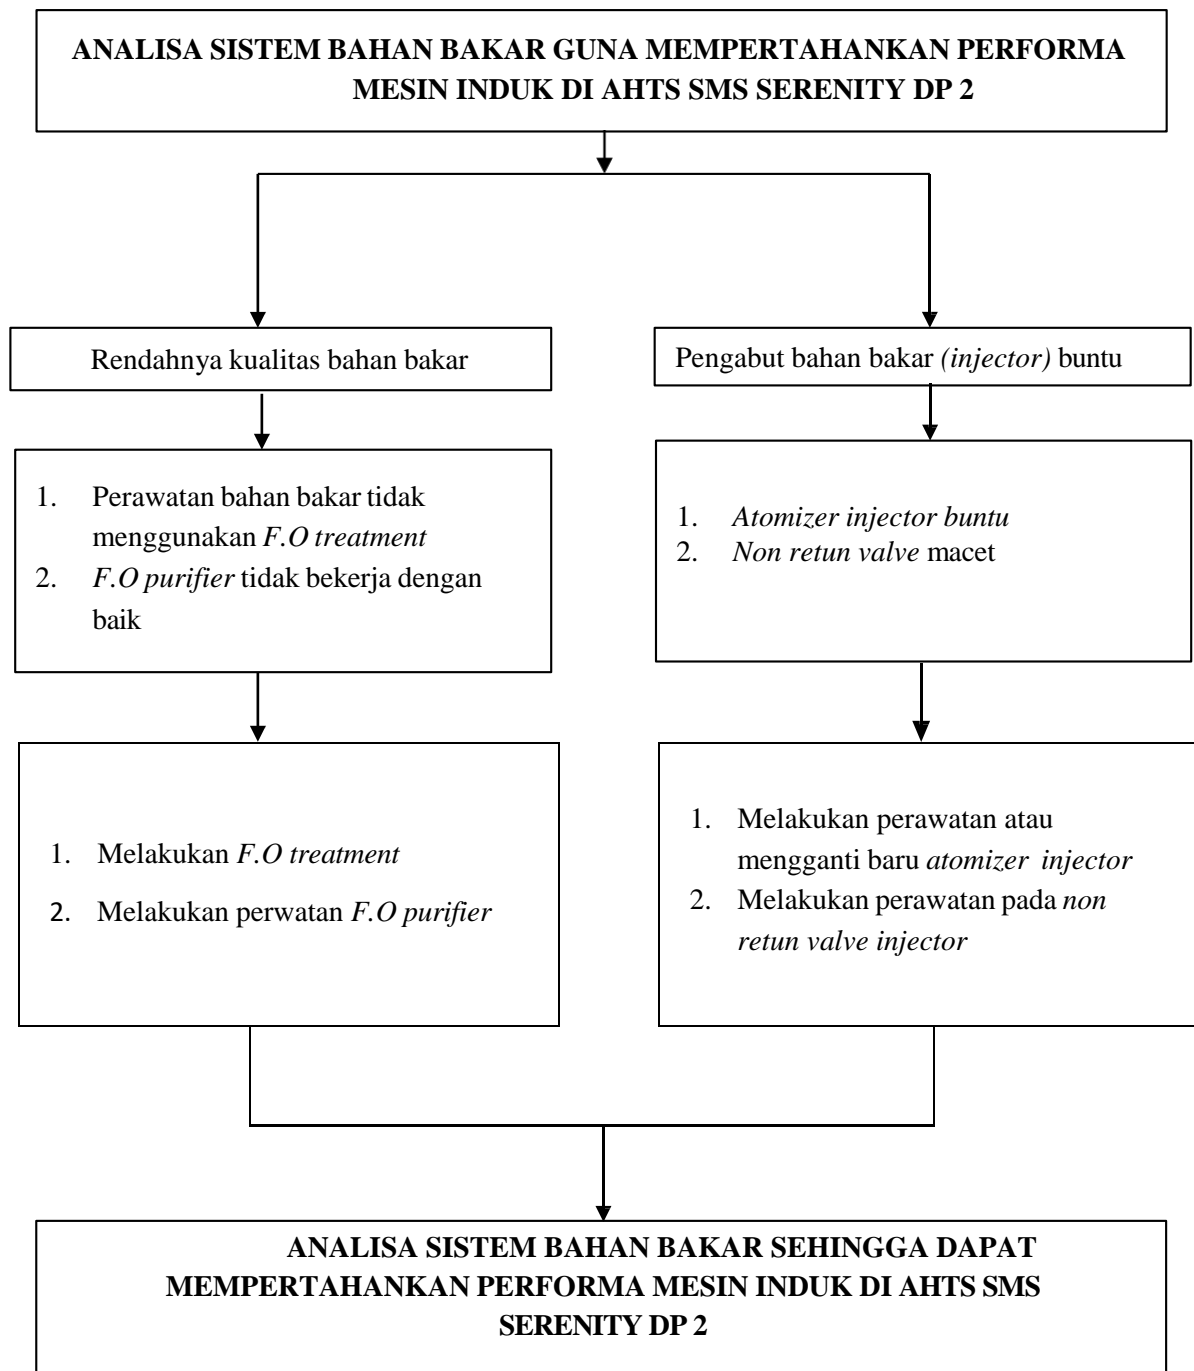 ANALISA SISTEM BAHAN BAKAR GUNA MEMPERTAHANKAN PERFORMA
MESIN INDUK DI AHTS SMS SERENITY DP 2
Rendahnya kualitas bahan bakar
Pengabut bahan bakar (injector) buntu
1. Perawatan bahan bakar tidak
menggunakan F.O treatment
2. F.O purifier tidak bekerja dengan
baik
1. Atomizer injector buntu
2. Non retun valve macet
1. Melakukan F.O treatment
2. Melakukan perwatan F.O purifier
1. Melakukan perawatan atau
mengganti baru atomizer injector
2. Melakukan perawatan pada non
retun valve injector
ANALISA SISTEM BAHAN BAKAR SEHINGGA DAPAT
MEMPERTAHANKAN PERFORMA MESIN INDUK DI AHTS SMS
SERENITY DP 2